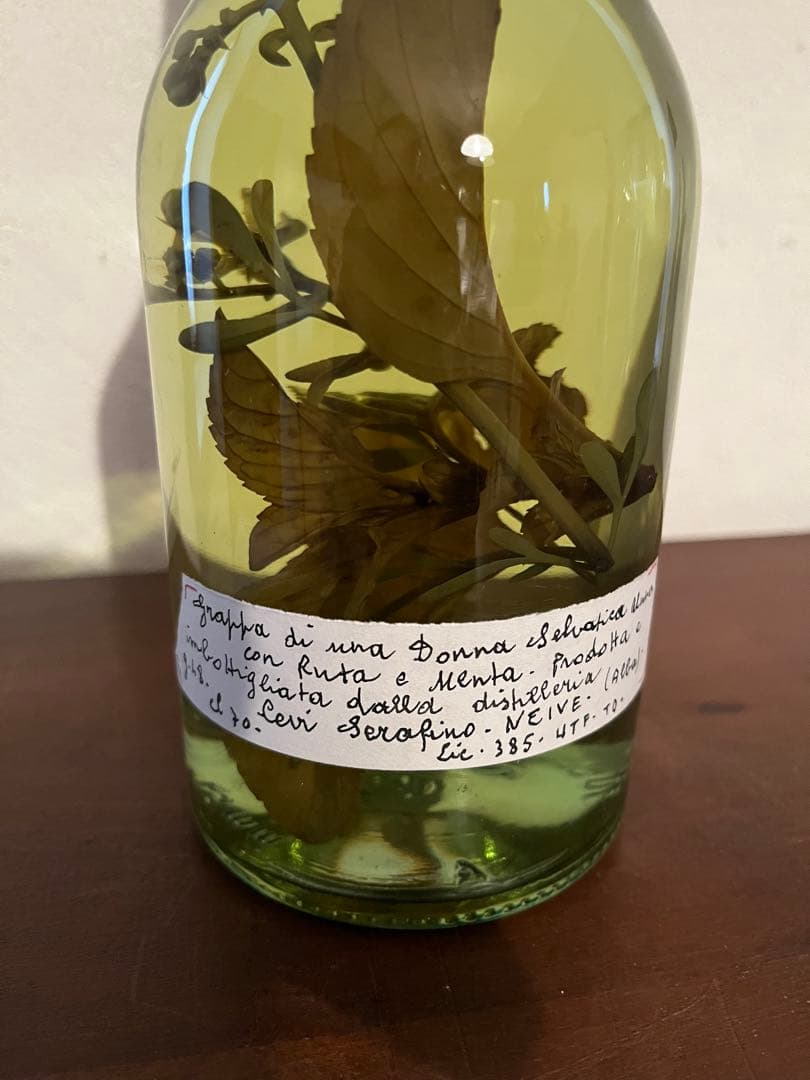 Grappa di una Donna Selvatica
con Ruta e Menta. Prodotta e
imbottigliata dalla distilleria
Levi Serafino. NEIVE. (Alba).
g. 48.
cl 70.
Lic. 385. UTF. TO.